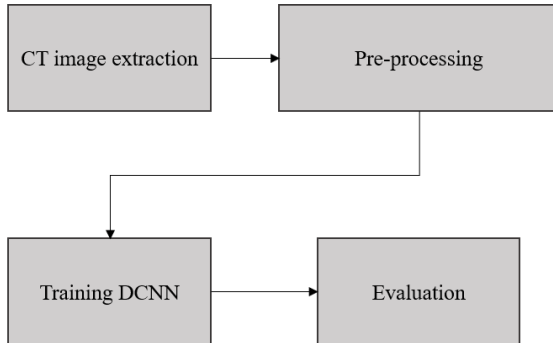 CT image extraction
Pre-processing
Training DCNN
Evaluation